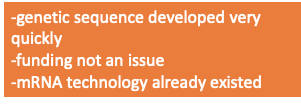 -genetic sequence developed very
quickly
-funding not an issue
-mRNA technology already existed